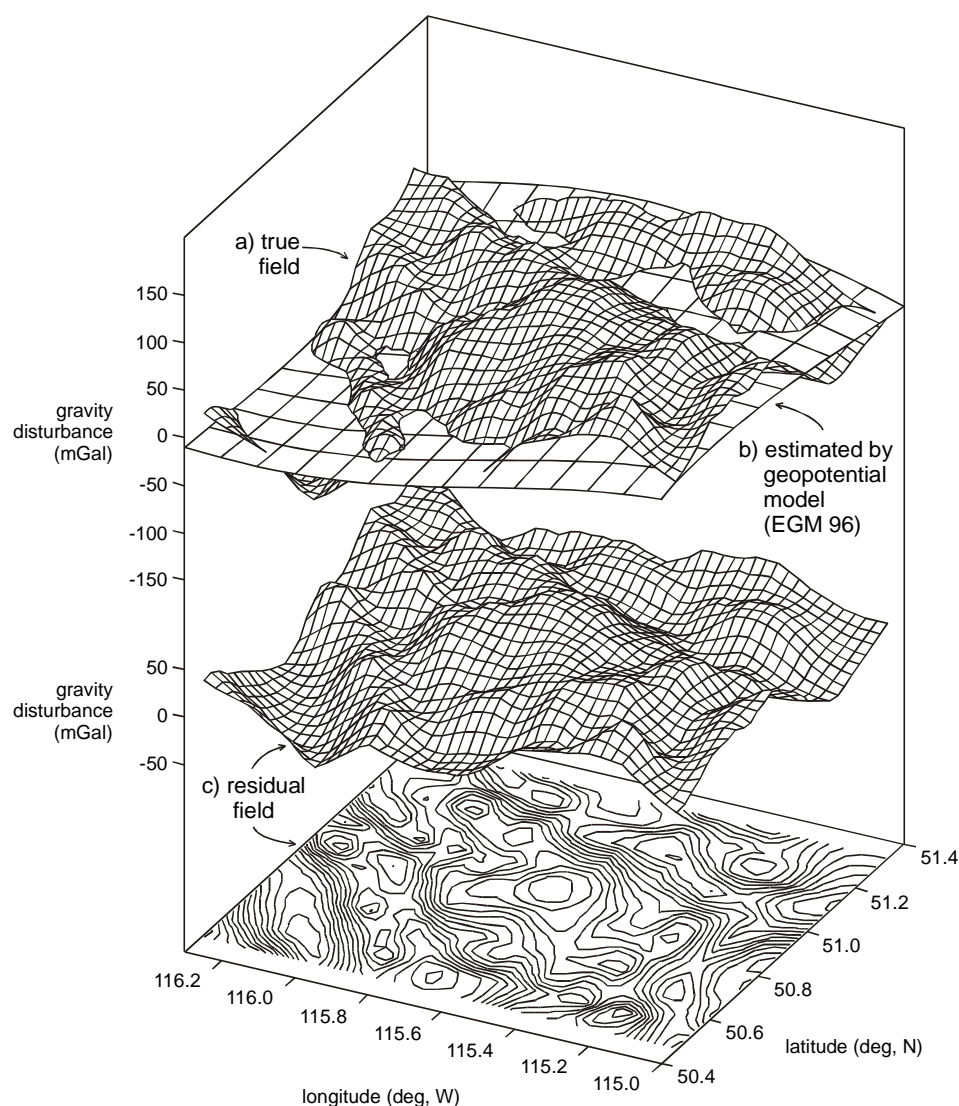 a) true
field
150
100
50
0
-50
-100
-150
gravity
disturbance
(mGal)
b) estimated by
geopotential
model
(EGM 96)
50
0
-50
gravity
disturbance
(mGal)
c) residual
field
51.4
51.2
51.0
50.8
50.6
50.4
latitude (deg, N)
116.2
116.0
115.8
115.6
115.4
115.2
115.0
longitude (deg, W)